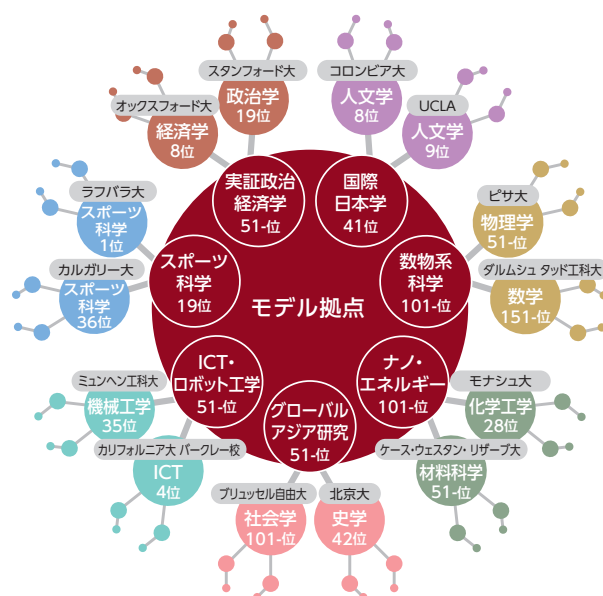 スタンフォード大
政治学
19位
コロンビア大
人文学
8位
オックスフォード大
経済学
8位
UCLA
人文学
9位
実証政治
経済学
51-位
国際
日本学
41位
ラフバラ大
スポーツ
科学
1位
ピサ大
物理学
51-位
カルガリー大
スポーツ
科学
36位
スポーツ
科学
19位
モデル拠点
数物系
科学
101-位
ダルムシュタッド工科大
数学
151-位
ミュンヘン工科大
機械工学
35位
ICT・
ロボット工学
51-位
グローバル
アジア研究
51-位
ナノ・
エネルギー
101-位
モナシュ大
化学工学
28位
カリフォルニア大 バークレー校
ICT
4位
ケース・ウェスタン・リザーブ大
材料科学
51-位
ブリュッセル自由大
社会学
101-位
北京大
史学
42位